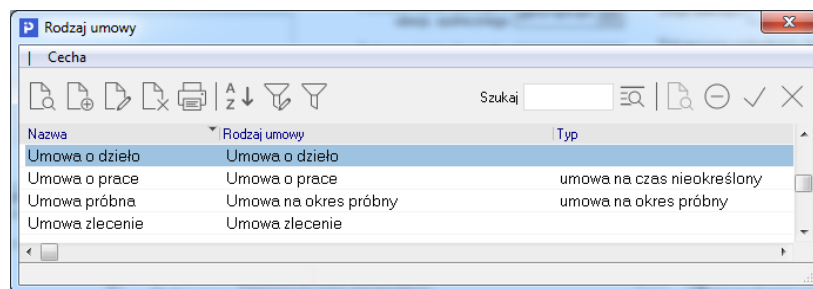 Rodzaj umowy
Cecha
Szukaj
Nazwa Rodzaj umowy Typ
Umowa o dzieło Umowa o dzieło
Umowa o prace Umowa o prace umowa na czas nieokreślony
Umowa próbna Umowa na okres próbny umowa na okres próbny
Umowa zlecenie Umowa zlecenie